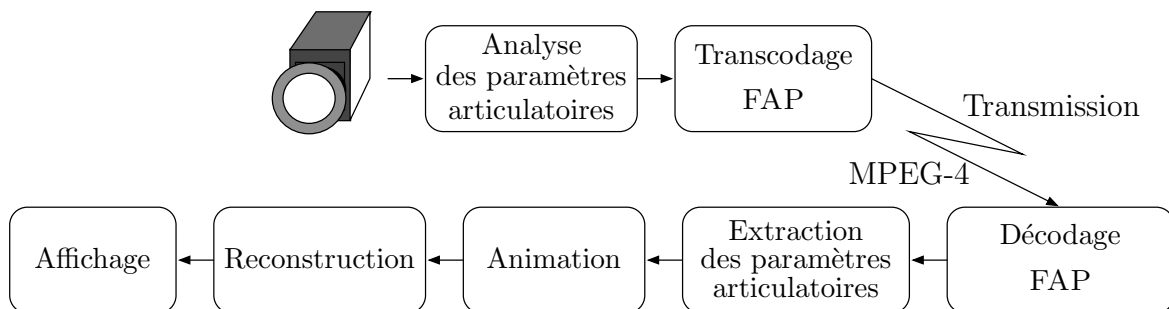 Analyse
des paramètres
articulatoires
Transcodage
FAP
Transmission
MPEG-4
Décodage
FAP
Extraction
des paramètres
articulatoires
Animation
Reconstruction
Affichage